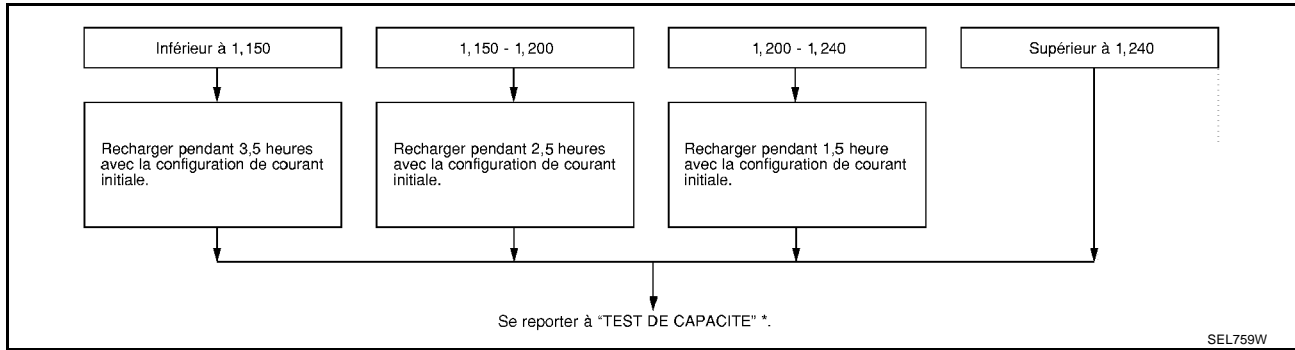 Inférieur à 1,150
1,150 - 1,200
1,200 - 1,240
Supérieur à 1,240
Recharger pendant 3,5 heures
avec la configuration de courant
initiale.
Recharger pendant 2,5 heures
avec la configuration de courant
initiale.
Recharger pendant 1,5 heure
avec la configuration de courant
initiale.
Se reporter à “TEST DE CAPACITE” *.
SEL759W